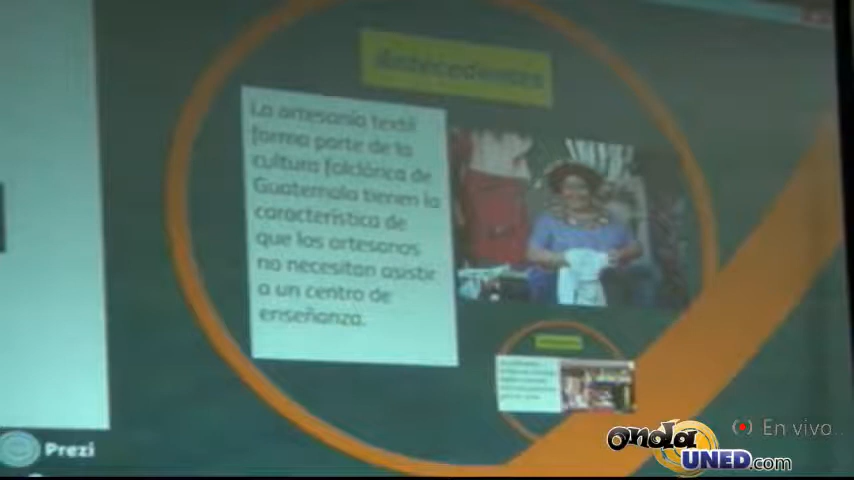 Antecedentes
La artesanía textil
forma parte de la
cultura folclórica de
Guatemala tienen la
característica de
que los artesanos
no necesitan asistir
a un centro de
enseñanza.
Prezi
En vivo...
onda
UNED.com